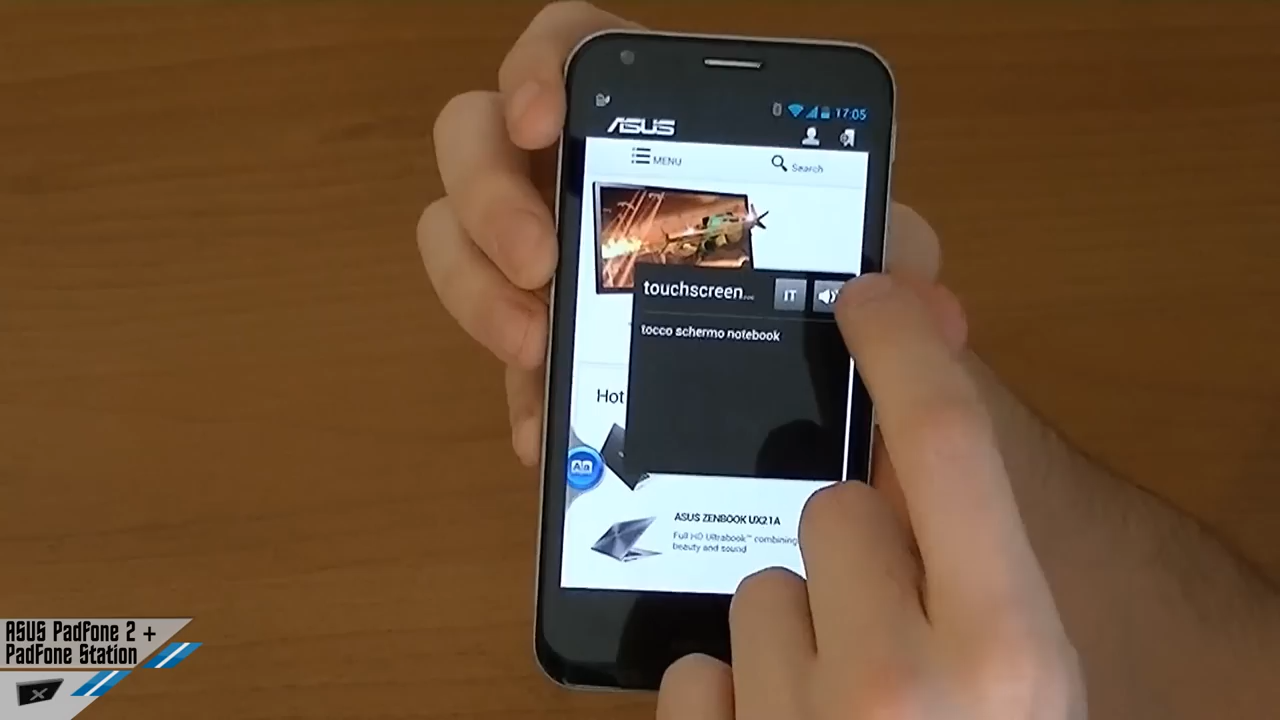 17:05
ASUS
MENU
Search
touchscreen...
IT
tocco schermo notebook
Hot
ASUS ZENBOOK UX21A
Full HD Ultrabook™ combining
beauty and sound
ASUS PadFone 2 +
PadFone Station
X